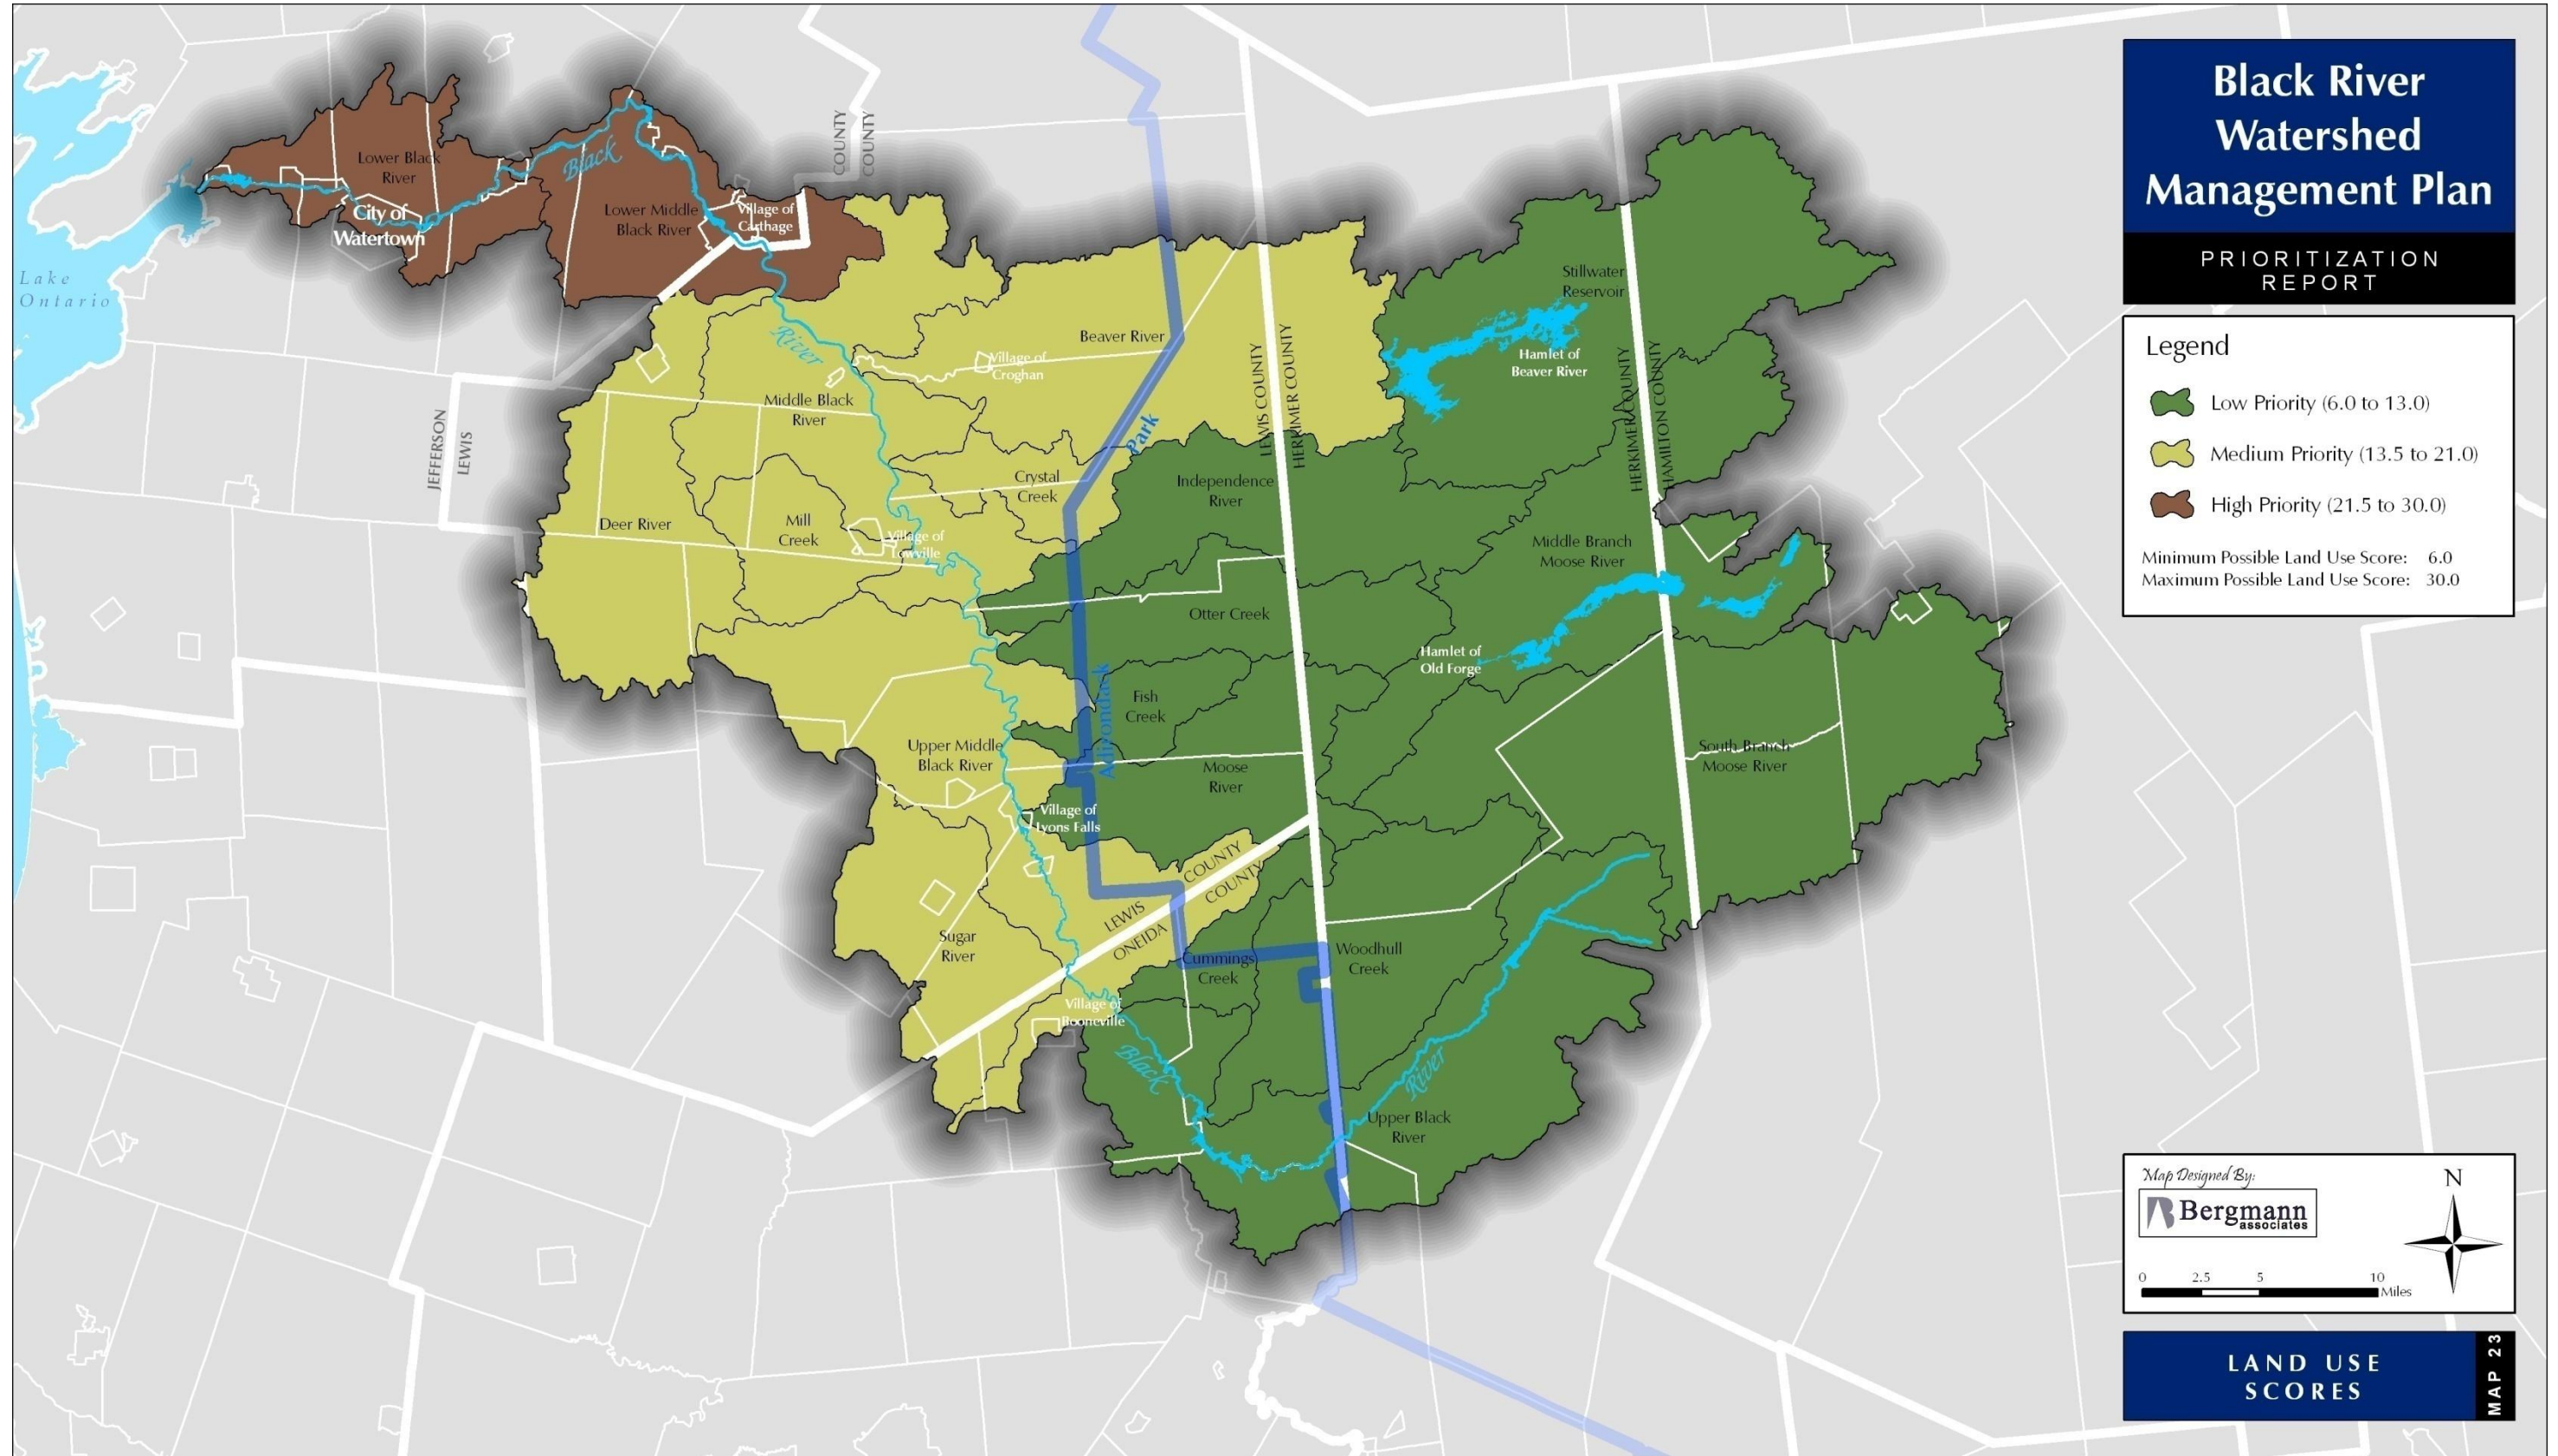 Black River
Watershed
Management Plan
PRIORITIZATION
REPORT
Legend
Low Priority (6.0 to 13.0)
Medium Priority (13.5 to 21.0)
High Priority (21.5 to 30.0)
Minimum Possible Land Use Score: 6.0
Maximum Possible Land Use Score: 30.0
Lake
Ontario
Lower Black
River
City of
Watertown
Black
Lower Middle
Black River
Village of
Carthage
COUNTY
COUNTY
River
Beaver River
Village of
Croghan
Middle Black
River
JEFFERSON
LEWIS
Park
LEWIS COUNTY
HERKIMER COUNTY
Stillwater
Reservoir
Hamlet of
Beaver River
HERKIMER COUNTY
HAMILTON COUNTY
Crystal
Creek
Independence
River
Deer River
Mill
Creek
Village of
Lowville
Middle Branch
Moose River
Otter Creek
Hamlet of
Old Forge
Fish
Creek
Adirondack
Upper Middle
Black River
Moose
River
South Branch
Moose River
Village of
Lyons Falls
COUNTY
COUNTY
LEWIS
ONEIDA
Sugar
River
Cummings
Creek
Woodhull
Creek
Village of
Booneville
Black
River
Upper Black
River
Map Designed By:
Bergmann
associates
N
0 2.5 5 10
Miles
LAND USE
SCORES
MAP 23